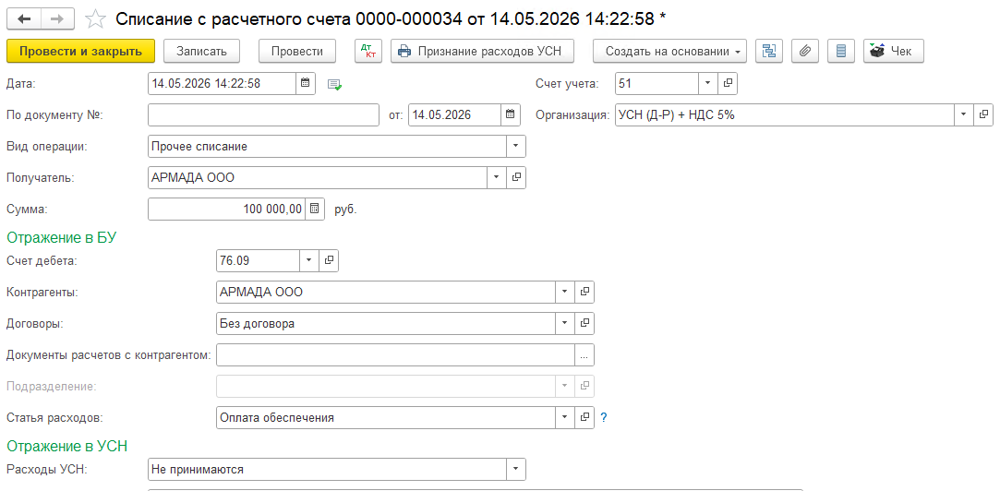 Списание с расчетного счета 0000-000034 от 14.05.2026 14:22:58 *
Провести и закрыть Записать Провести Дт Кт Признание расходов УСН Создать на основании Чек
Дата: 14.05.2026 14:22:58 Счет учета: 51
По документу №: от: 14.05.2026 Организация: УСН (Д-Р) + НДС 5%
Вид операции: Прочее списание
Получатель: АРМАДА ООО
Сумма: 100 000,00 руб.
Отражение в БУ
Счет дебета: 76.09
Контрагенты: АРМАДА ООО
Договоры: Без договора
Документы расчетов с контрагентом: ...
Подразделение:
Статья расходов: Оплата обеспечения ?
Отражение в УСН
Расходы УСН: Не принимаются